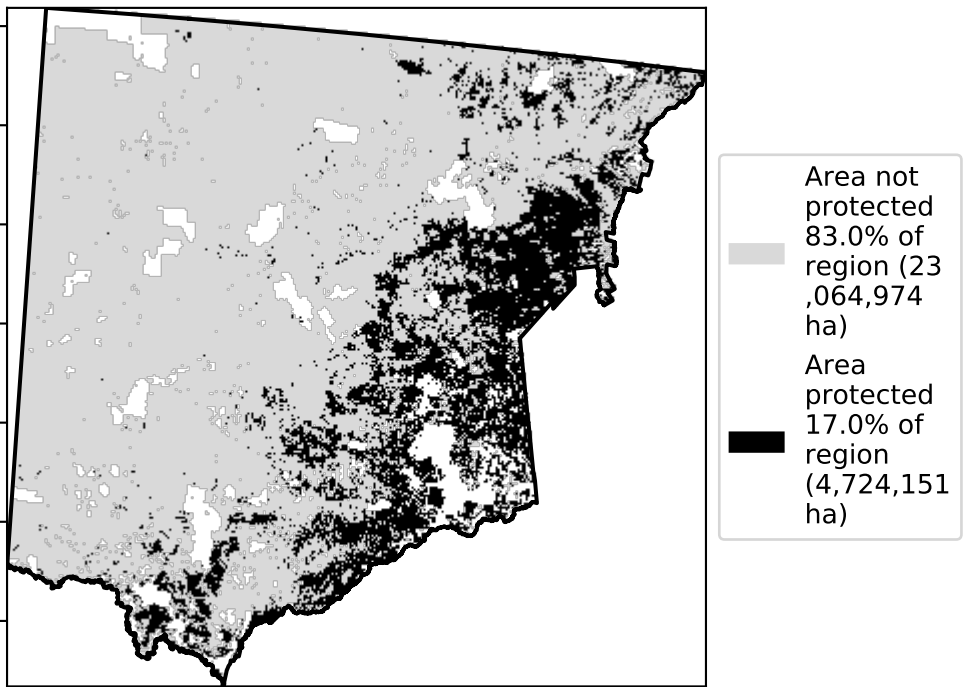 Area not
protected
83.0% of
region (23
,064,974
ha)
Area
protected
17.0% of
region
(4,724,151
ha)